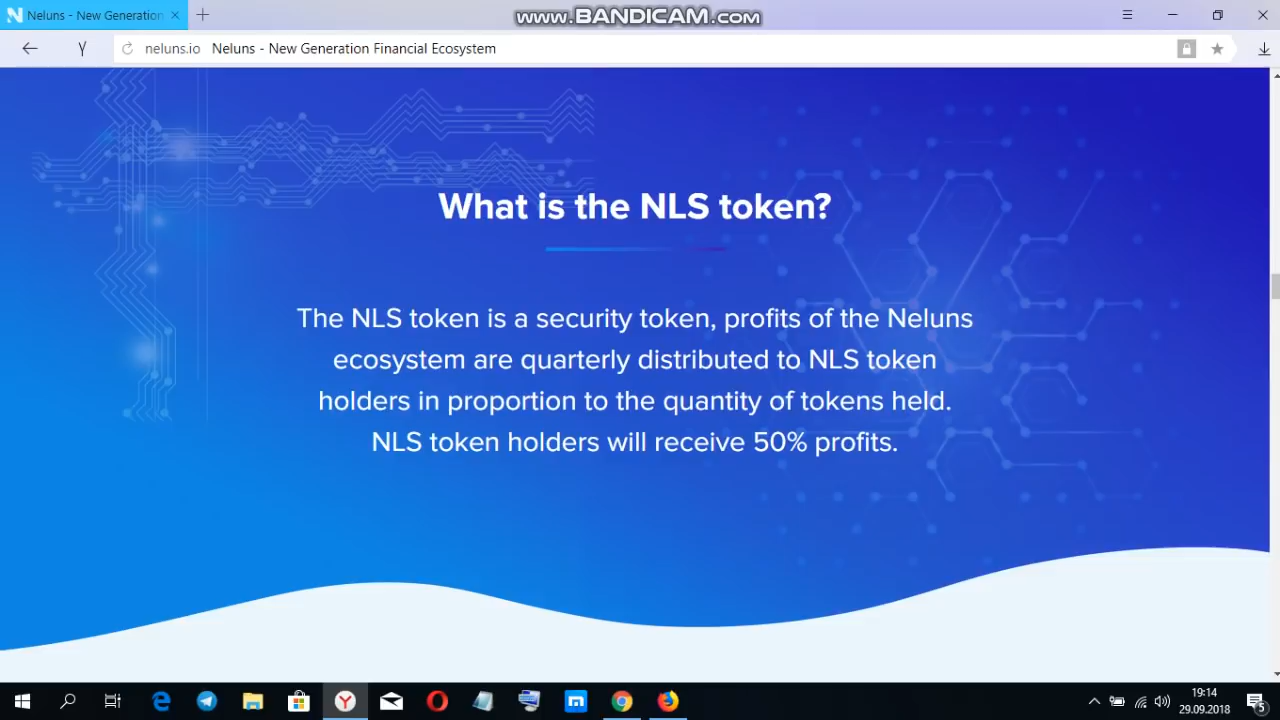 Neluns - New Generation
www.BANDICAM.com
neluns.io Neluns - New Generation Financial Ecosystem
What is the NLS token?
The NLS token is a security token, profits of the Neluns
ecosystem are quarterly distributed to NLS token
holders in proportion to the quantity of tokens held.
NLS token holders will receive 50% profits.
19:14
29.09.2018
5